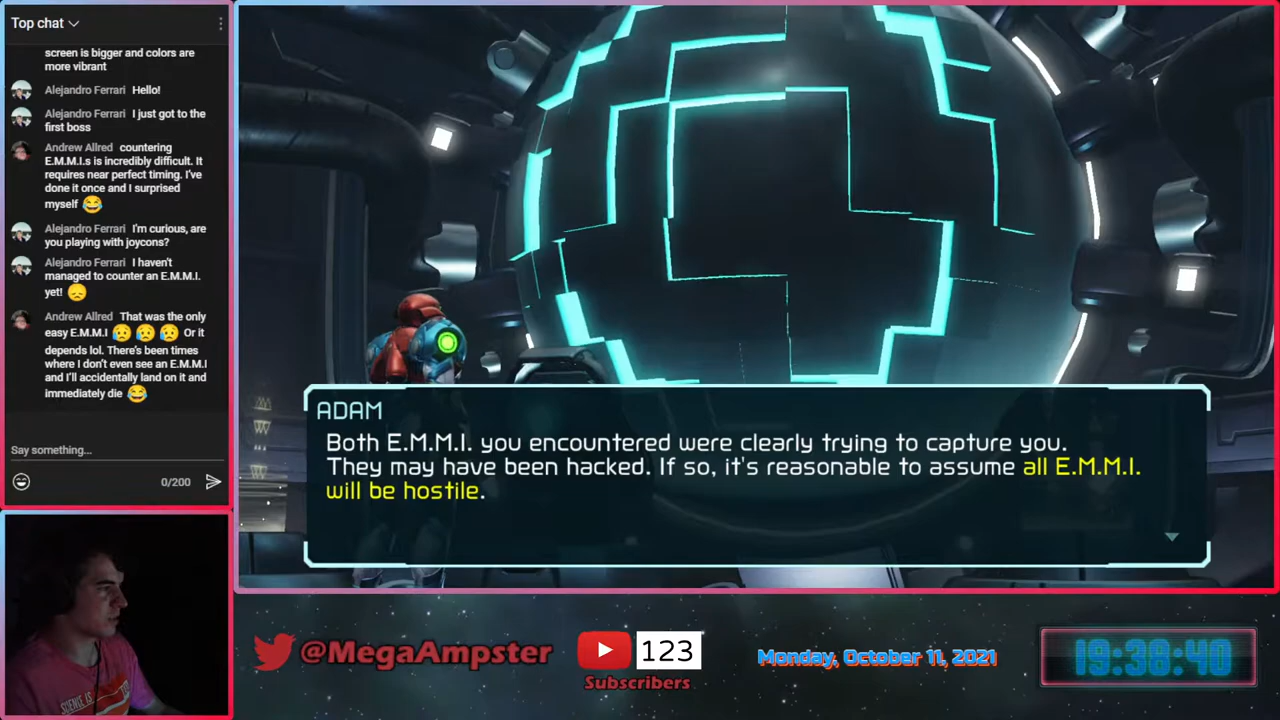 Top chat
screen is bigger and colors are
more vibrant
Alejandro Ferrari Hello!
Alejandro Ferrari I just got to the
first boss
Andrew Allred countering
E.M.M.I.s is incredibly difficult. It
requires near perfect timing. I've
done it once and I surprised
myself 😂
Alejandro Ferrari I'm curious, are
you playing with joycons?
Alejandro Ferrari I haven't
managed to counter an E.M.M.I.
yet! 😞
Andrew Allred That was the only
easy E.M.M.I 😥 😥 😥 Or it
depends lol. There's been times
where I don't even see an E.M.M.I
and I'll accidentally land on it and
immediately die 😂
Say something...
0/200
ADAM
Both E.M.M.I. you encountered were clearly trying to capture you.
They may have been hacked. If so, it's reasonable to assume all E.M.M.I.
will be hostile.
@MegaAmpster
123
Subscribers
Monday, October 11, 2021
19:38:40
SCIENCE IS